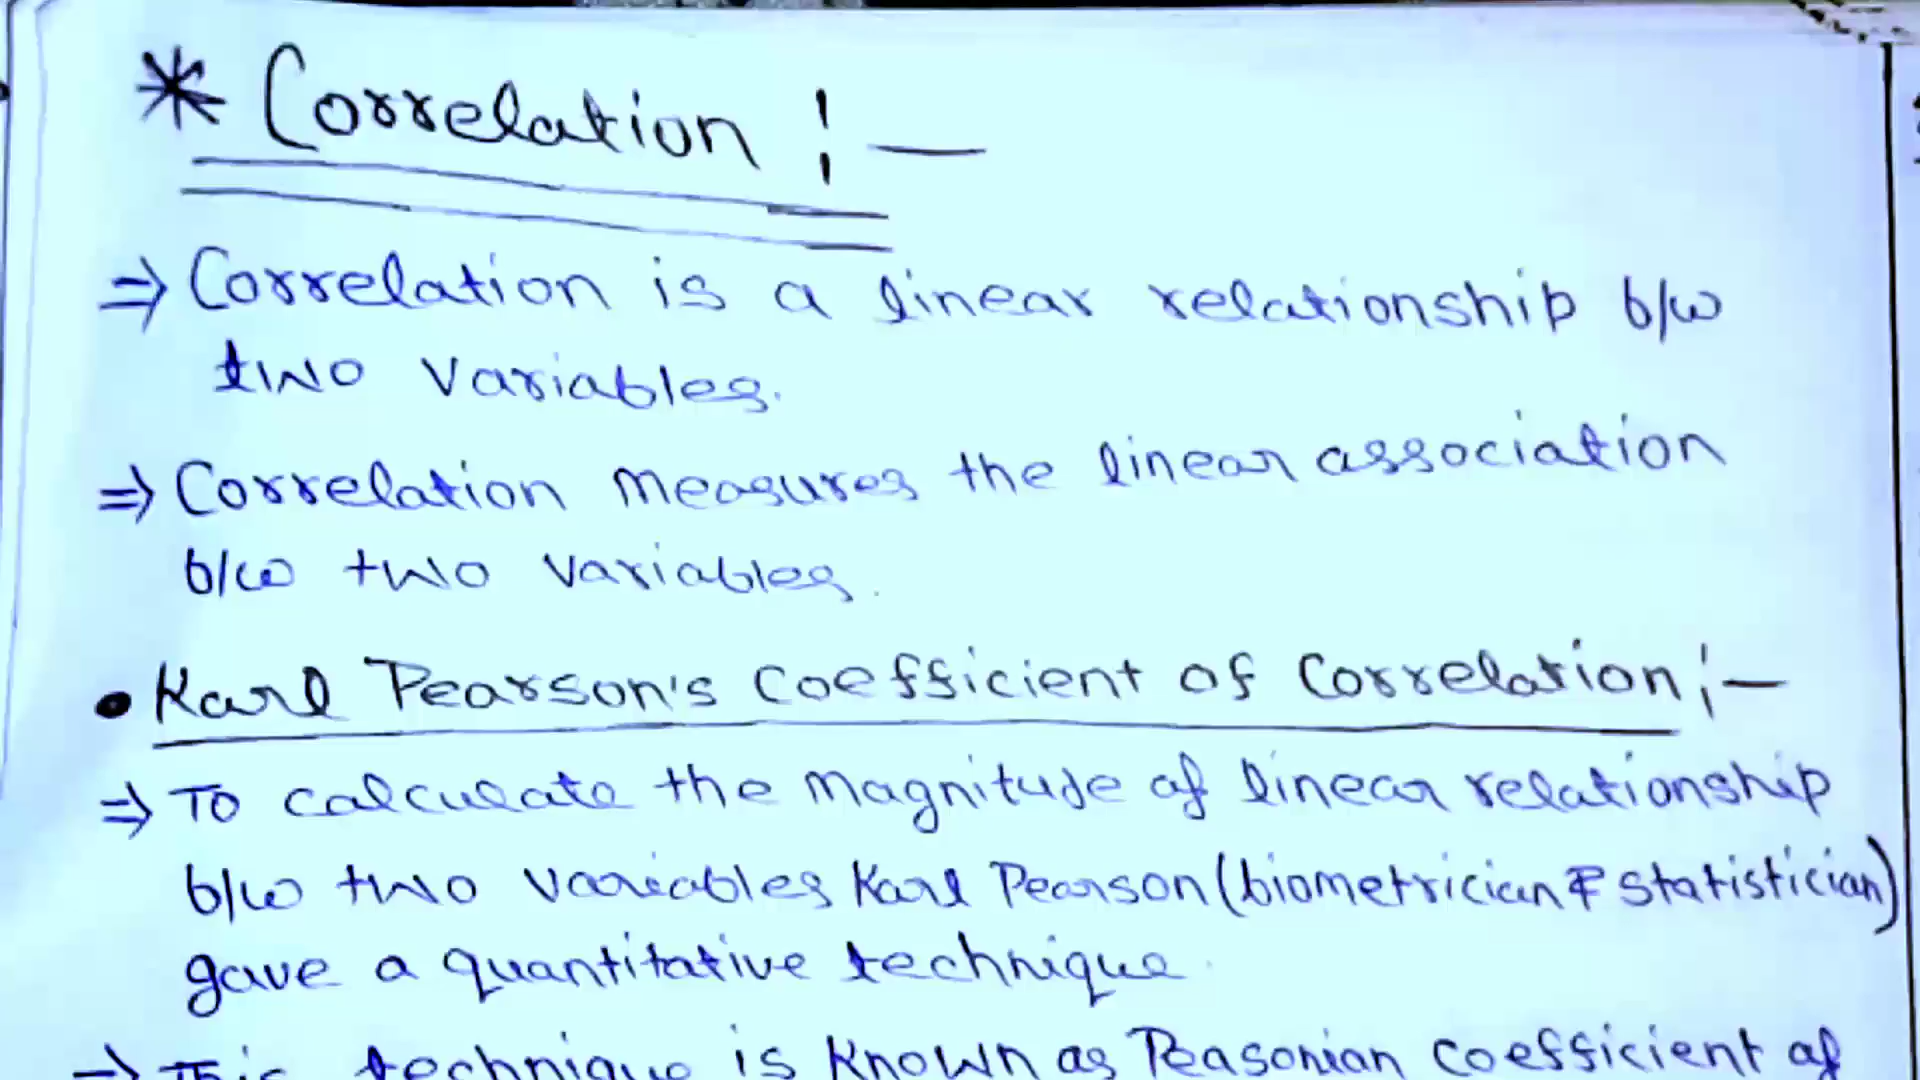 * Correlation :-
⇒ Correlation is a linear relationship b/w
two variables.
⇒ Correlation measures the linear association
b/w two variables.
• Karl Pearson's Coefficient of Correlation :-
⇒ To calculate the magnitude of linear relationship
b/w two variables Karl Pearson (biometrician & statistician)
gave a quantitative technique.
⇒ This technique is known as Peasonian coefficient of